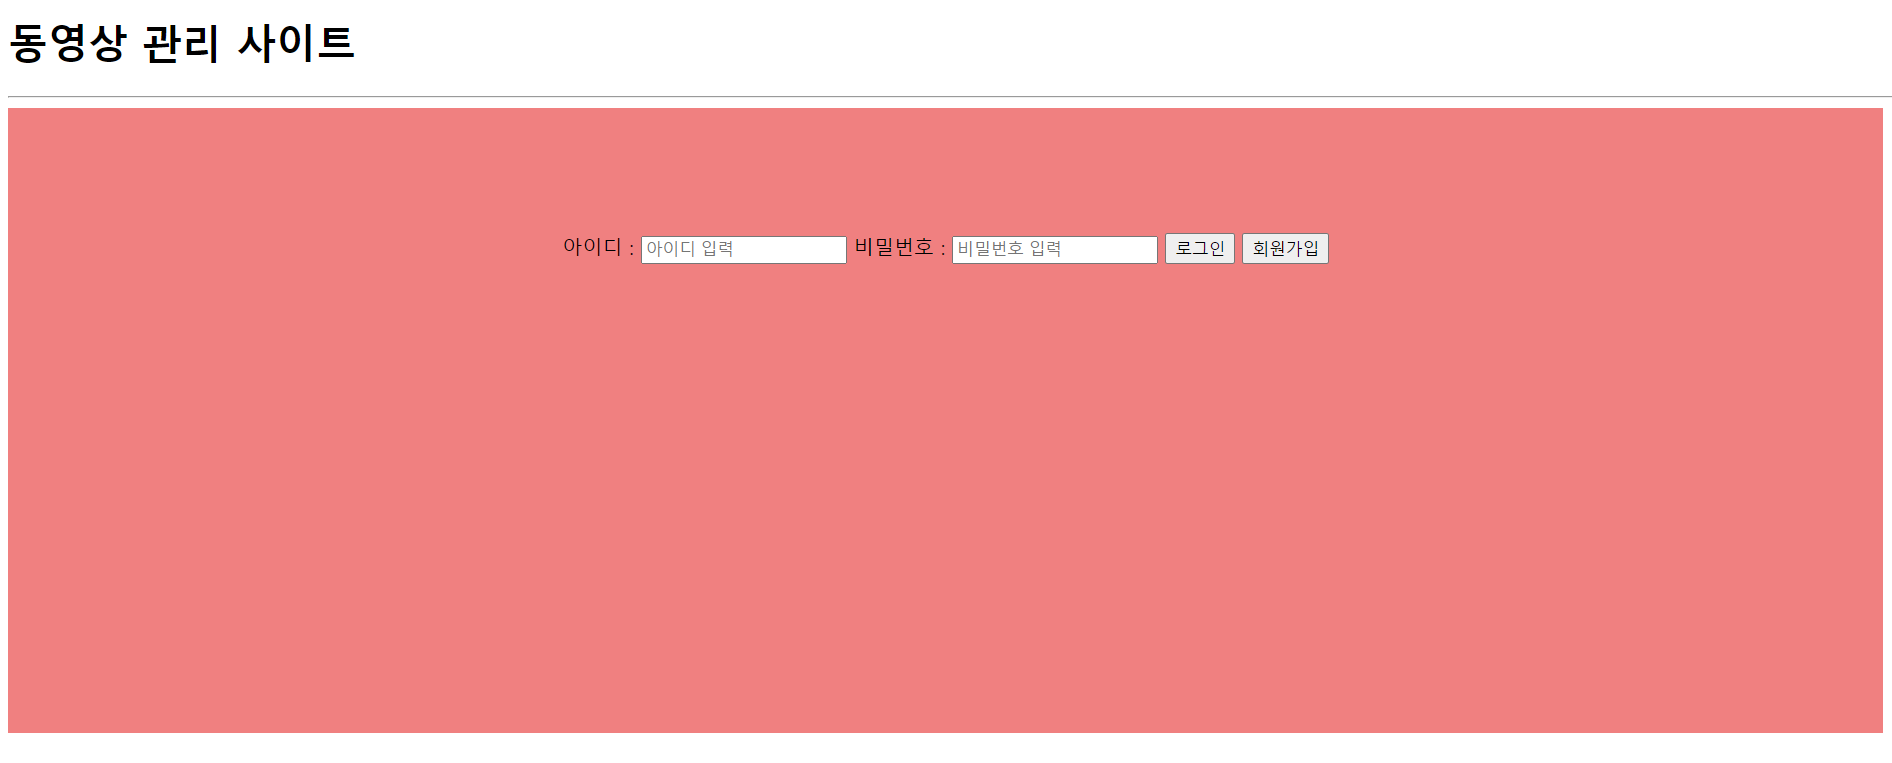 동영상 관리 사이트
아이디 : 아이디 입력 비밀번호 : 비밀번호 입력 로그인 회원가입